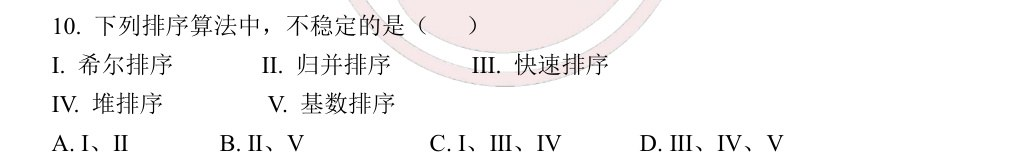 10. 下列排序算法中，不稳定的是（ ）
I. 希尔排序 II. 归并排序 III. 快速排序
IV. 堆排序 V. 基数排序
A. I、II B. II、V C. I、III、IV D. III、IV、V